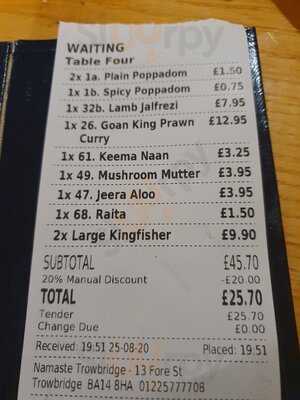 Slurrpy
WAITING
Table Four
2x 1a. Plain Poppadom £1.50
1x 1b. Spicy Poppadom £0.75
1x 32b. Lamb Jalfrezi £7.95
1x 26. Goan King Prawn £12.95
Curry
1x 61. Keema Naan £3.25
1x 49. Mushroom Mutter £3.95
1x 47. Jeera Aloo £3.95
1x 68. Raita £1.50
2x Large Kingfisher £9.90
SUBTOTAL £45.70
20% Manual Discount -£20.00
TOTAL £25.70
Tender £25.70
Change Due £0.00
Received: 19:51 25-08-20 Placed: 19:51
Namaste Trowbridge - 13 Fore St
Trowbridge BA14 8HA 01225777708